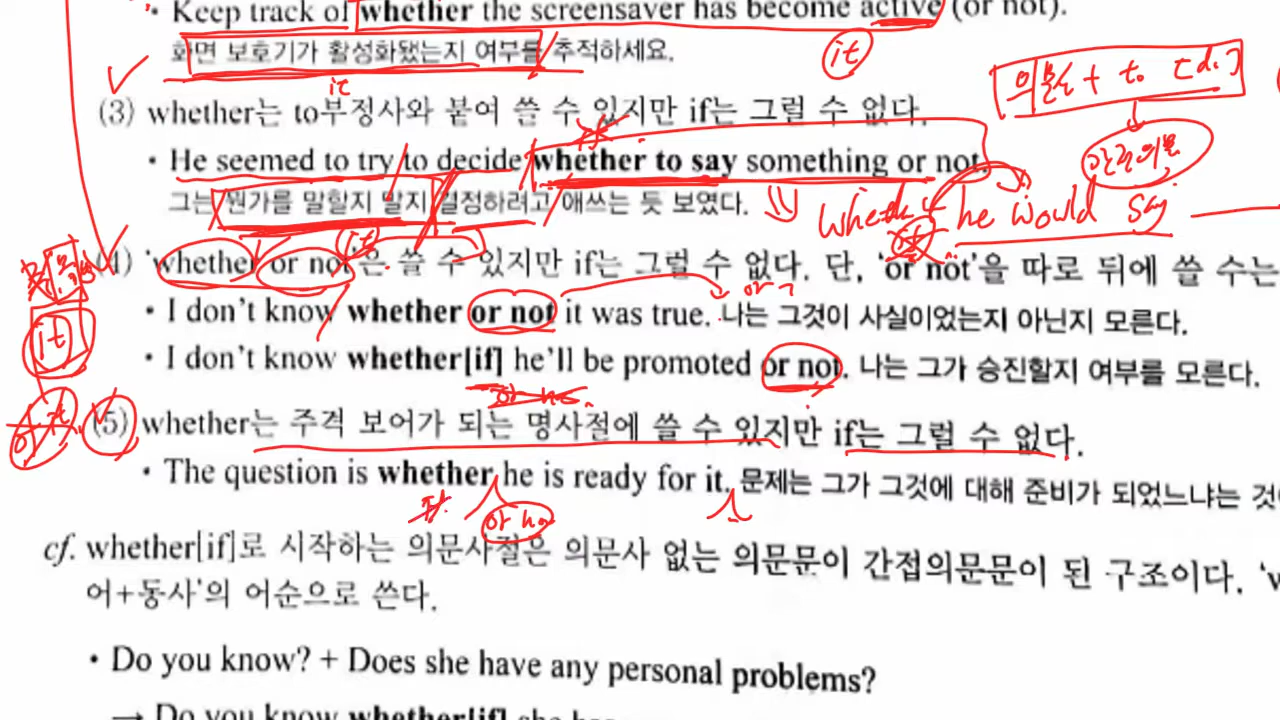 • Keep track of whether the screensaver has become active (or not).
화면 보호기가 활성화됐는지 여부를 추적하세요.
it
it
의문사 + to [do]
(3) whether는 to부정사와 붙여 쓸 수 있지만 if는 그럴 수 없다.
• He seemed to try to decide whether to say something or not.
그는 뭔가를 말할지 말지 결정하려고 애쓰는 듯 보였다.
he would say
(4) 'whether or not'은 쓸 수 있지만 if는 그럴 수 없다. 단, 'or not'을 따로 뒤에 쓸 수는
• I don't know whether or not it was true. 나는 그것이 사실이었는지 아닌지 모른다.
it
• I don't know whether[if] he'll be promoted or not. 나는 그가 승진할지 여부를 모른다.
(5) whether는 주격 보어가 되는 명사절에 쓸 수 있지만 if는 그럴 수 없다.
• The question is whether he is ready for it. 문제는 그가 그것에 대해 준비가 되었느냐는 것
cf. whether[if]로 시작하는 의문사절은 의문사 없는 의문문이 간접의문문이 된 구조이다. 'w
어+동사'의 어순으로 쓴다.
• Do you know? + Does she have any personal problems?
→ Do you know whether[if] she has